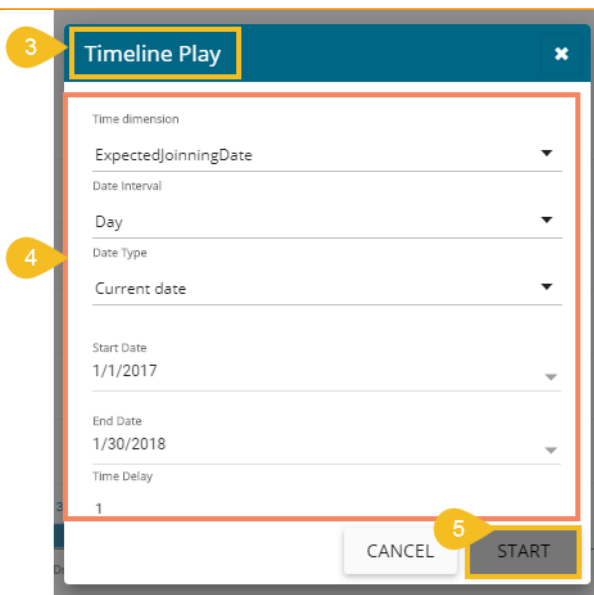 3
Timeline Play
Time dimension
ExpectedJoinningDate
Date Interval
Day
4
Date Type
Current date
Start Date
1/1/2017
End Date
1/30/2018
Time Delay
1
3
5
CANCEL
START